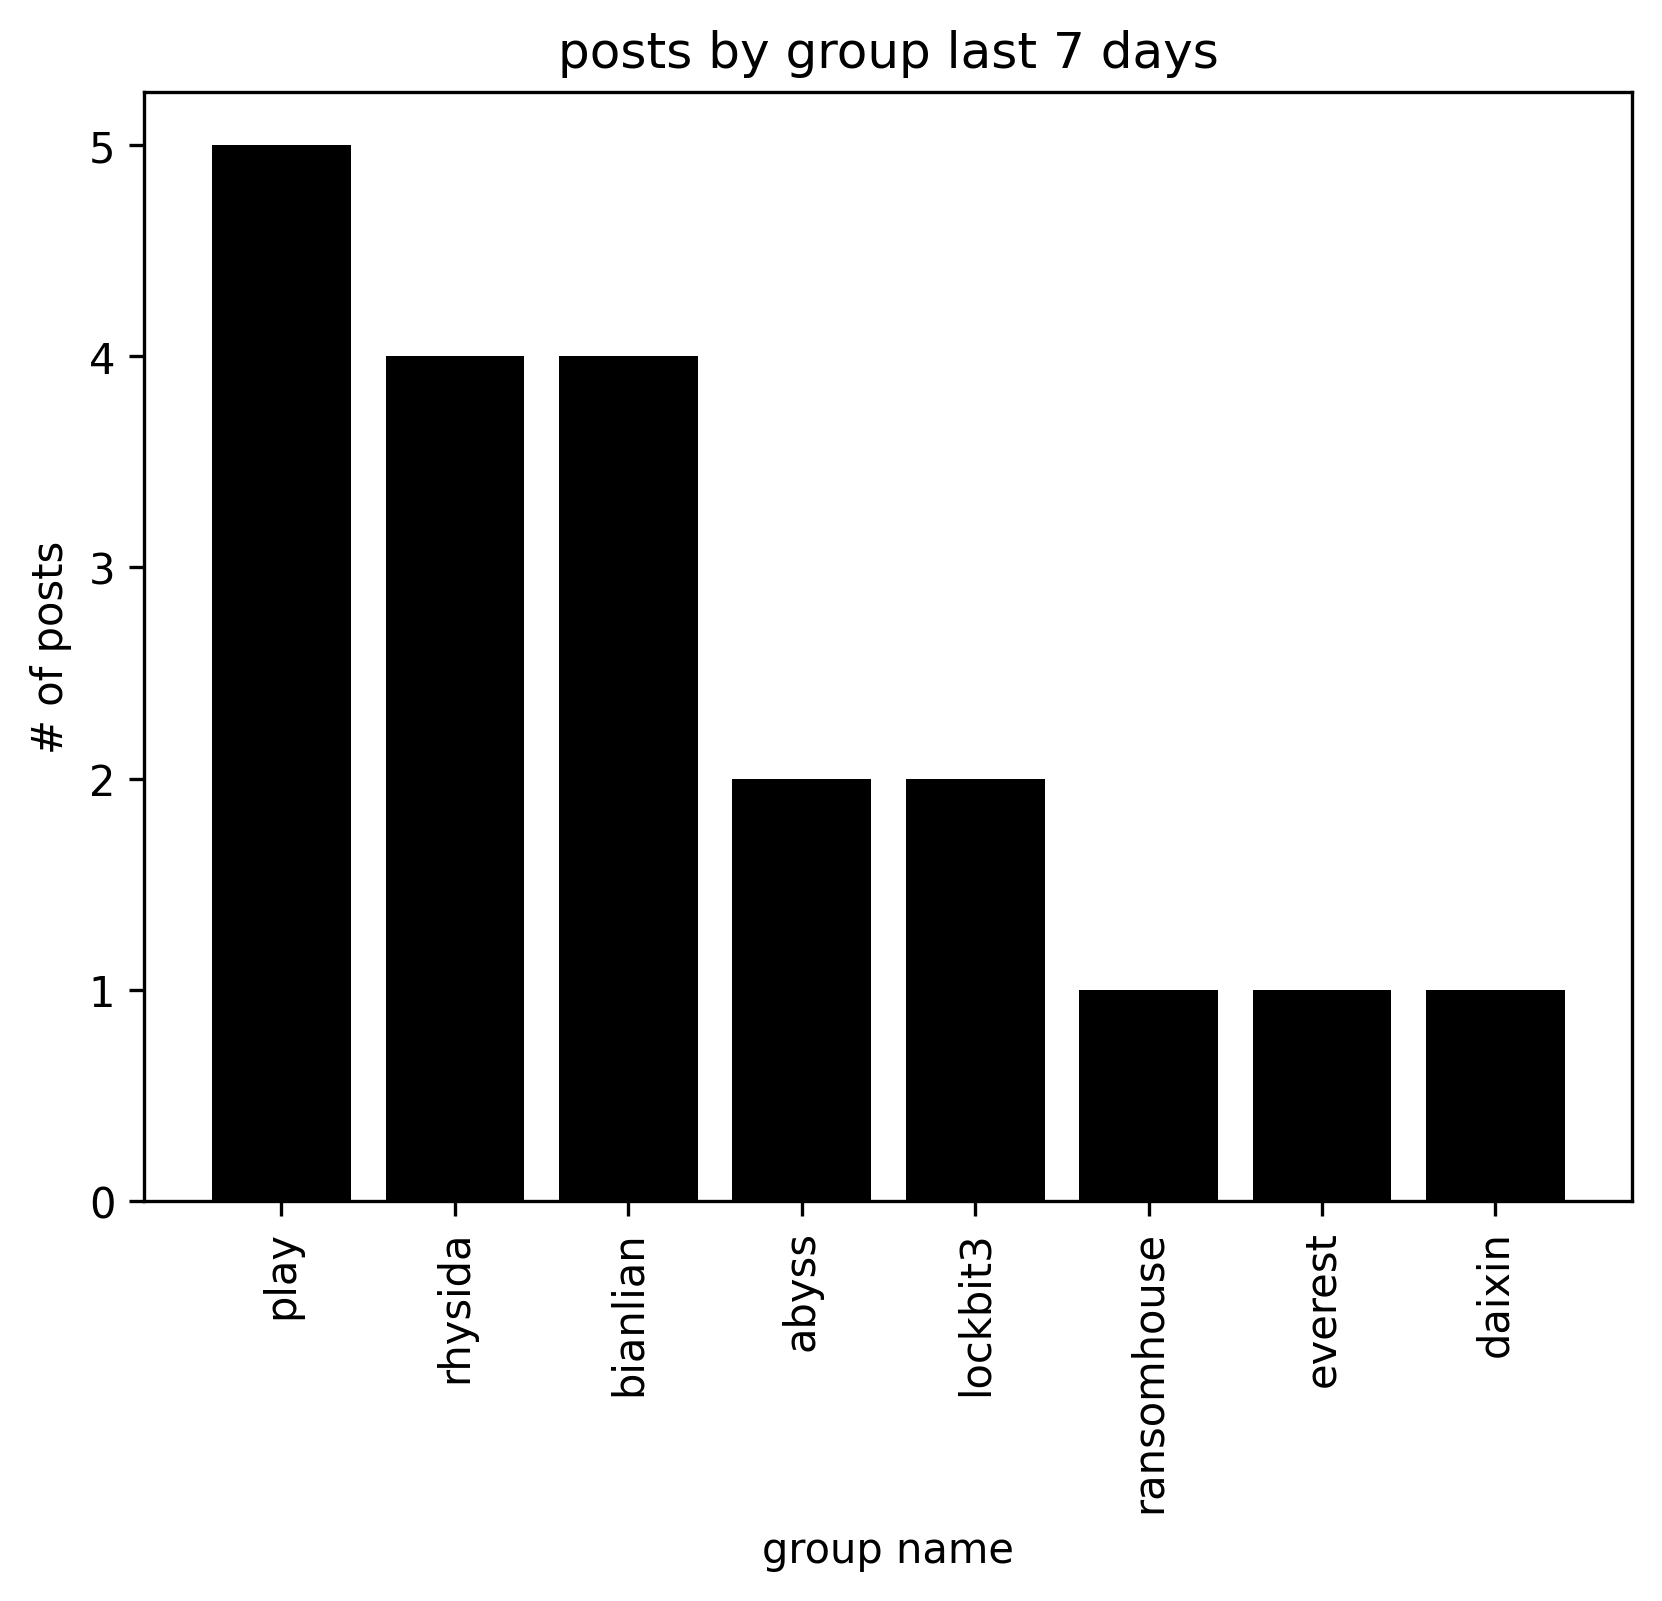 posts by group last 7 days
# of posts
5
4
3
2
1
0
play
rhysida
bianlian
abyss
lockbit3
ransomhouse
everest
daixin
group name